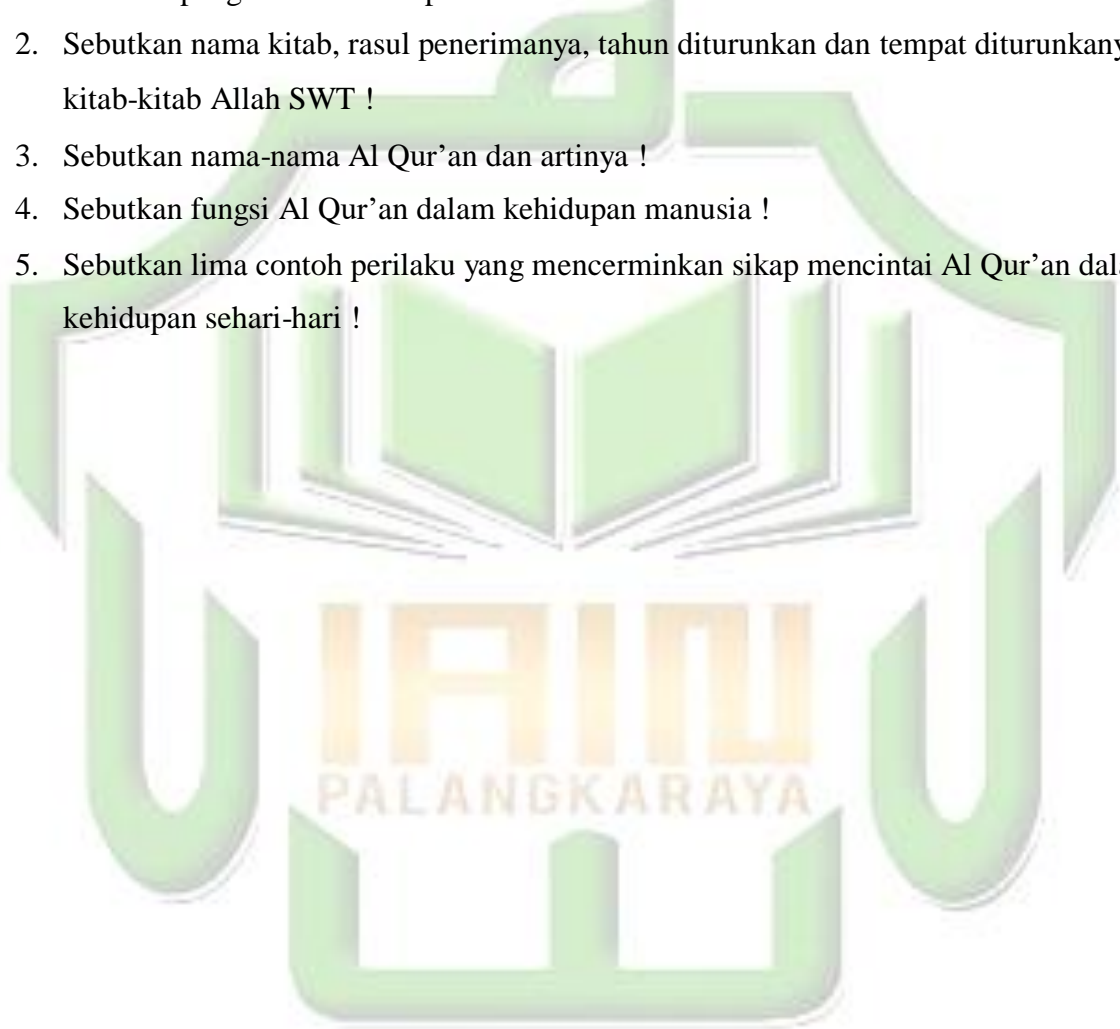 2. Sebutkan nama kitab, rasul penerimanya, tahun diturunkan dan tempat
kitab-kitab Allah SWT !
3. Sebutkan nama-nama Al Qur’an dan artinya !
4. Sebutkan fungsi Al Qur’an dalam kehidupan manusia !
5. Sebutkan lima contoh perilaku yang mencerminkan sikap mencintai Al Qur’an
kehidupan sehari-hari !
IAIN
PALANGKARAYA